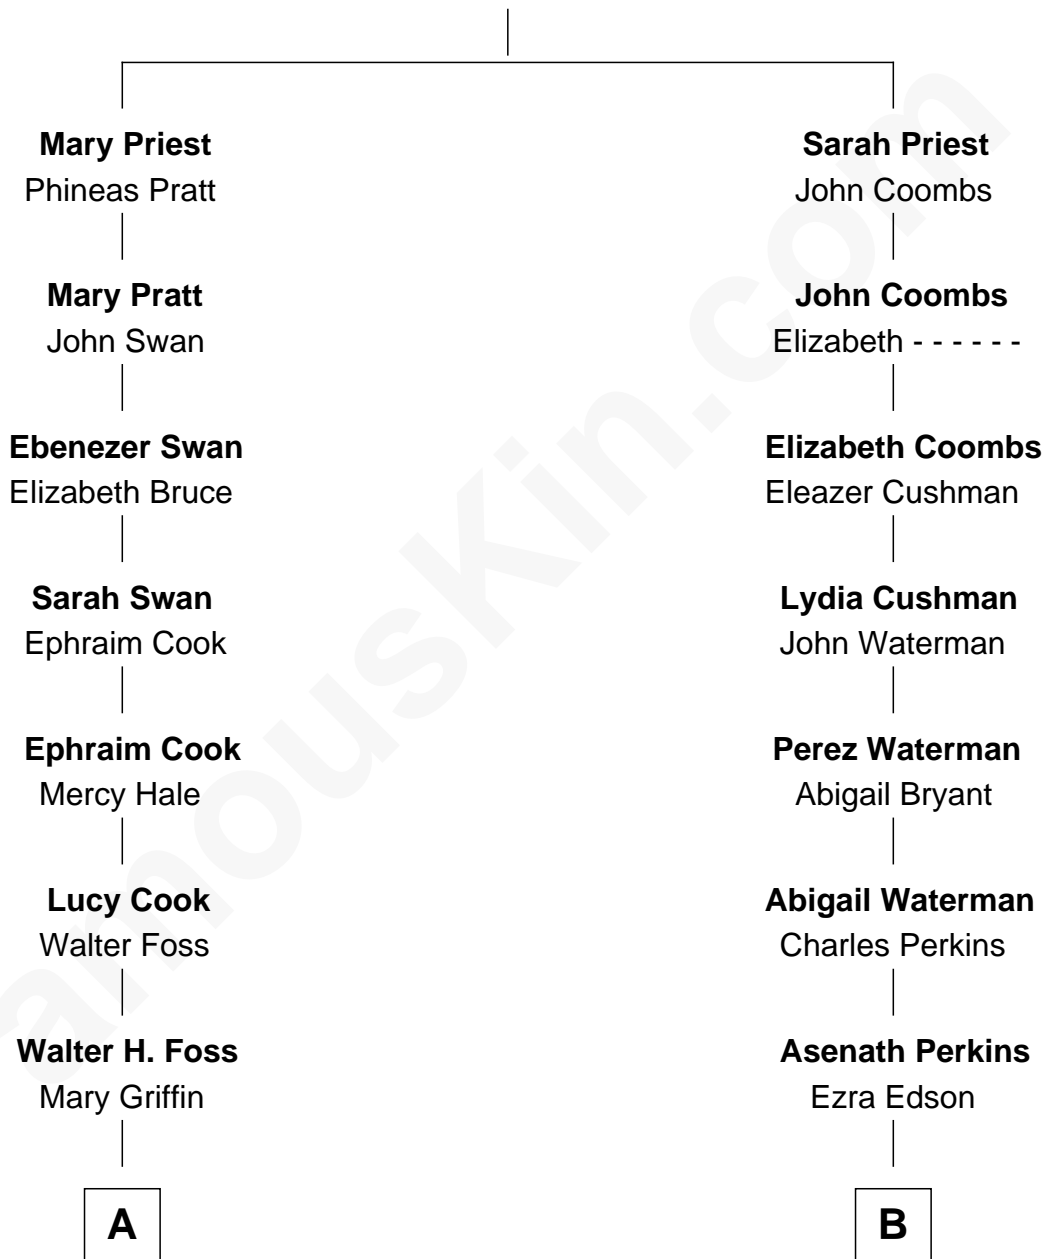 Mary Priest
Phineas Pratt
Mary Pratt
John Swan
Ebenezer Swan
Elizabeth Bruce
Sarah Swan
Ephraim Cook
Ephraim Cook
Mercy Hale
Lucy Cook
Walter Foss
Walter H. Foss
Mary Griffin
A
Sarah Priest
John Coombs
John Coombs
Elizabeth - - - - - -
Elizabeth Coombs
Eleazer Cushman
Lydia Cushman
John Waterman
Perez Waterman
Abigail Bryant
Abigail Waterman
Charles Perkins
Asenath Perkins
Ezra Edson
B
amouskin.com